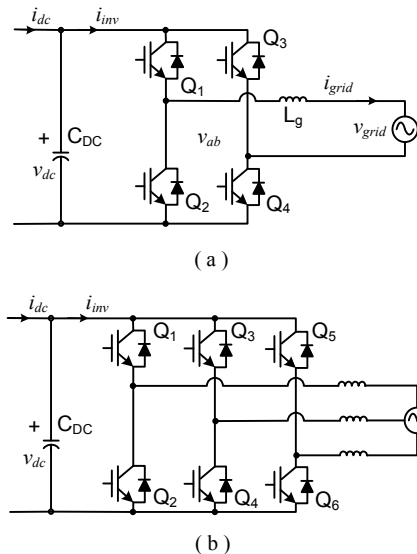 i_dc i_inv
Q_3
Q_1
i_grid
+ C_DC
L_g
v_grid
v_ab
v_dc
Q_2 Q_4
( a )
i_dc i_inv
Q_1 Q_3 Q_5
+ C_DC
v_dc
Q_2 Q_4 Q_6
( b )